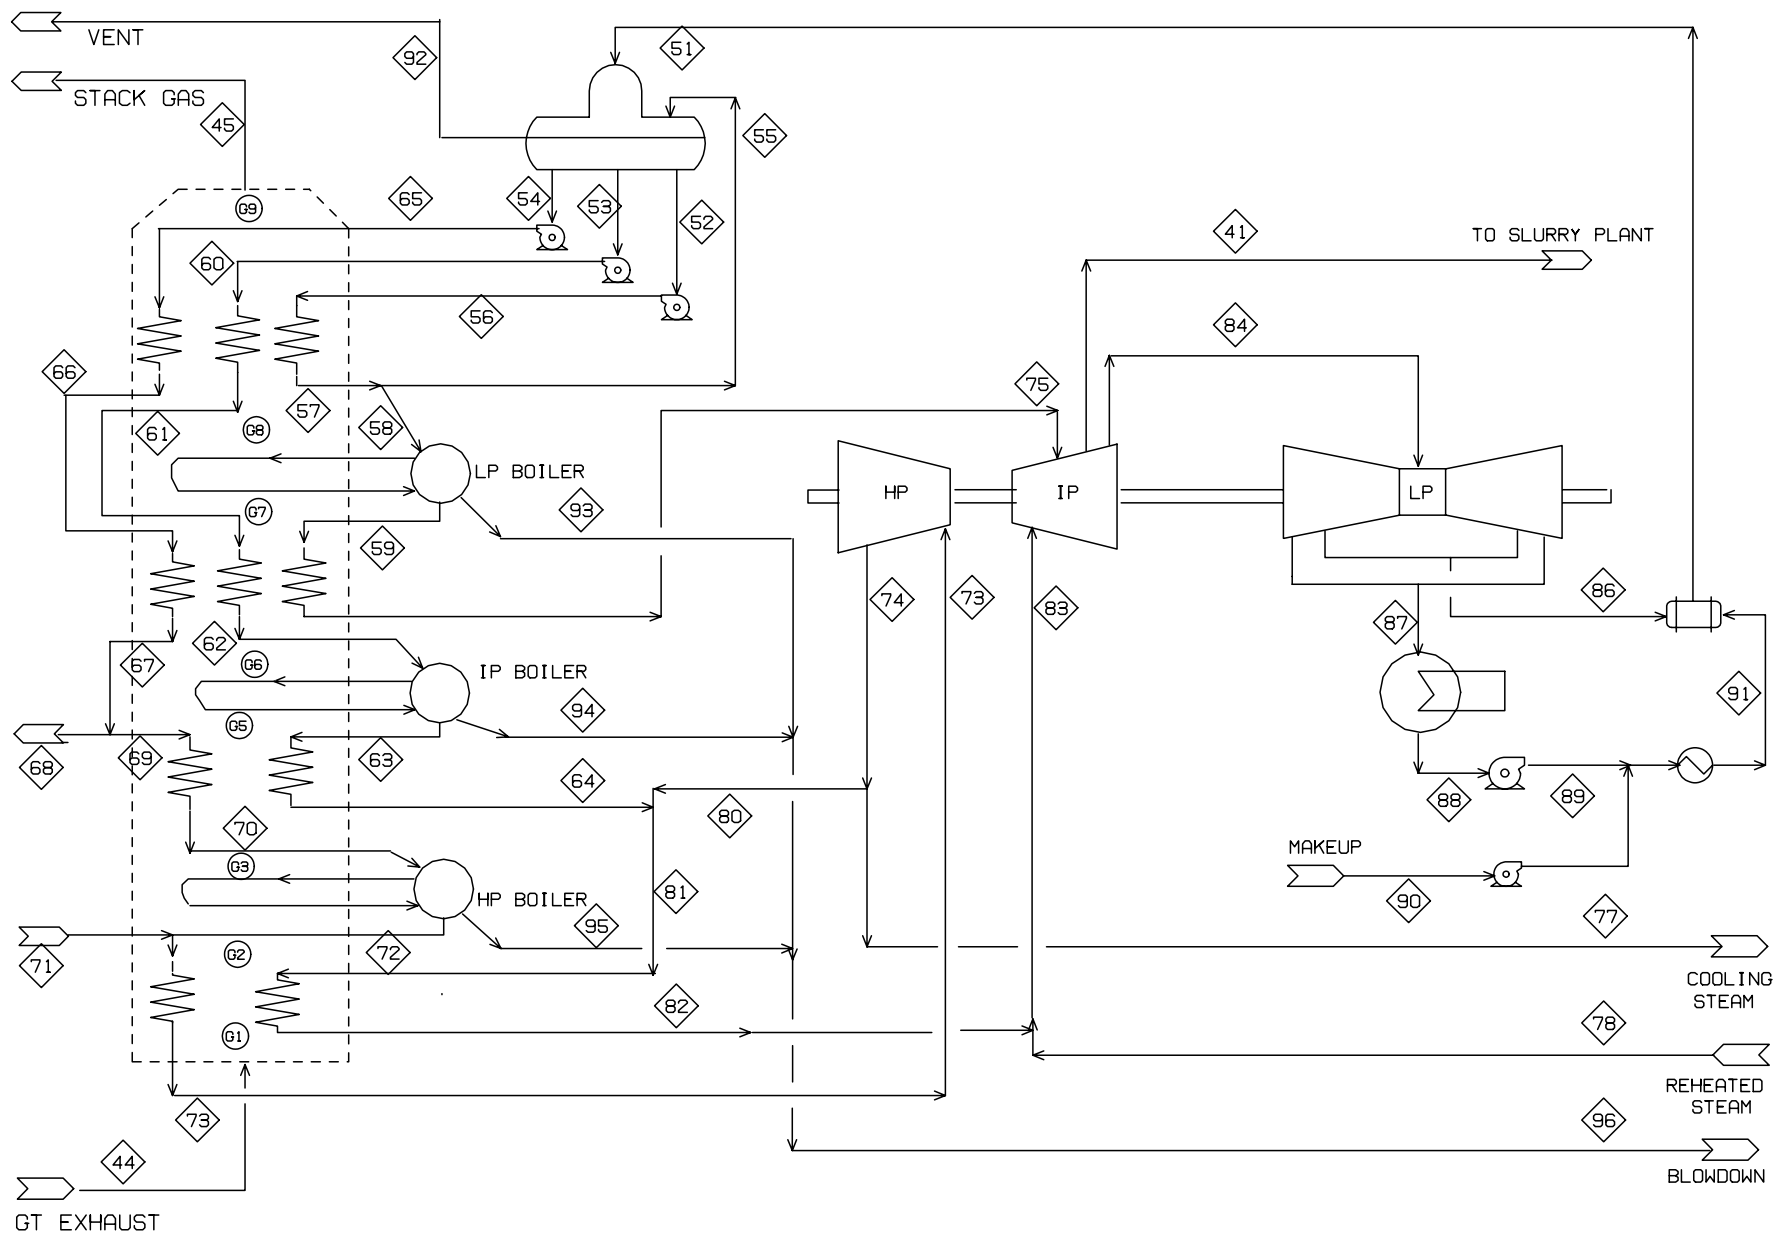 VENT
92
51
STACK GAS
45
55
G9
65
54
53
52
60
56
41
TO SLURRY PLANT
84
66
57
75
61
G8
58
LP BOILER
HP
IP
LP
G7
93
59
74
73
83
86
87
62
67
G6
IP BOILER
G5
94
91
68
69
63
64
88
89
80
70
G3
MAKEUP
81
HP BOILER
90
95
77
71
G2
72
COOLING
STEAM
82
78
G1
REHEATED
STEAM
73
96
44
BLOWDOWN
GT EXHAUST